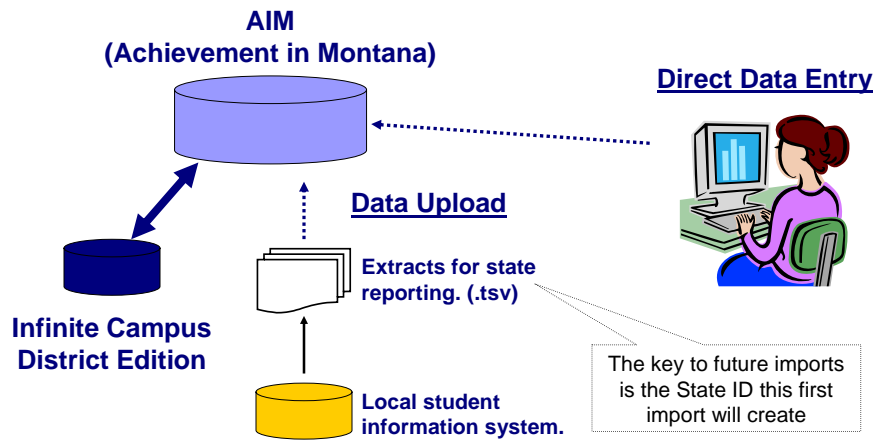 AIM
(Achievement in Montana)
Direct Data Entry
Data Upload
Extracts for state
reporting. (.tsv)
Infinite Campus
District Edition
The key to future imports
is the State ID this first
import will create
Local student
information system.